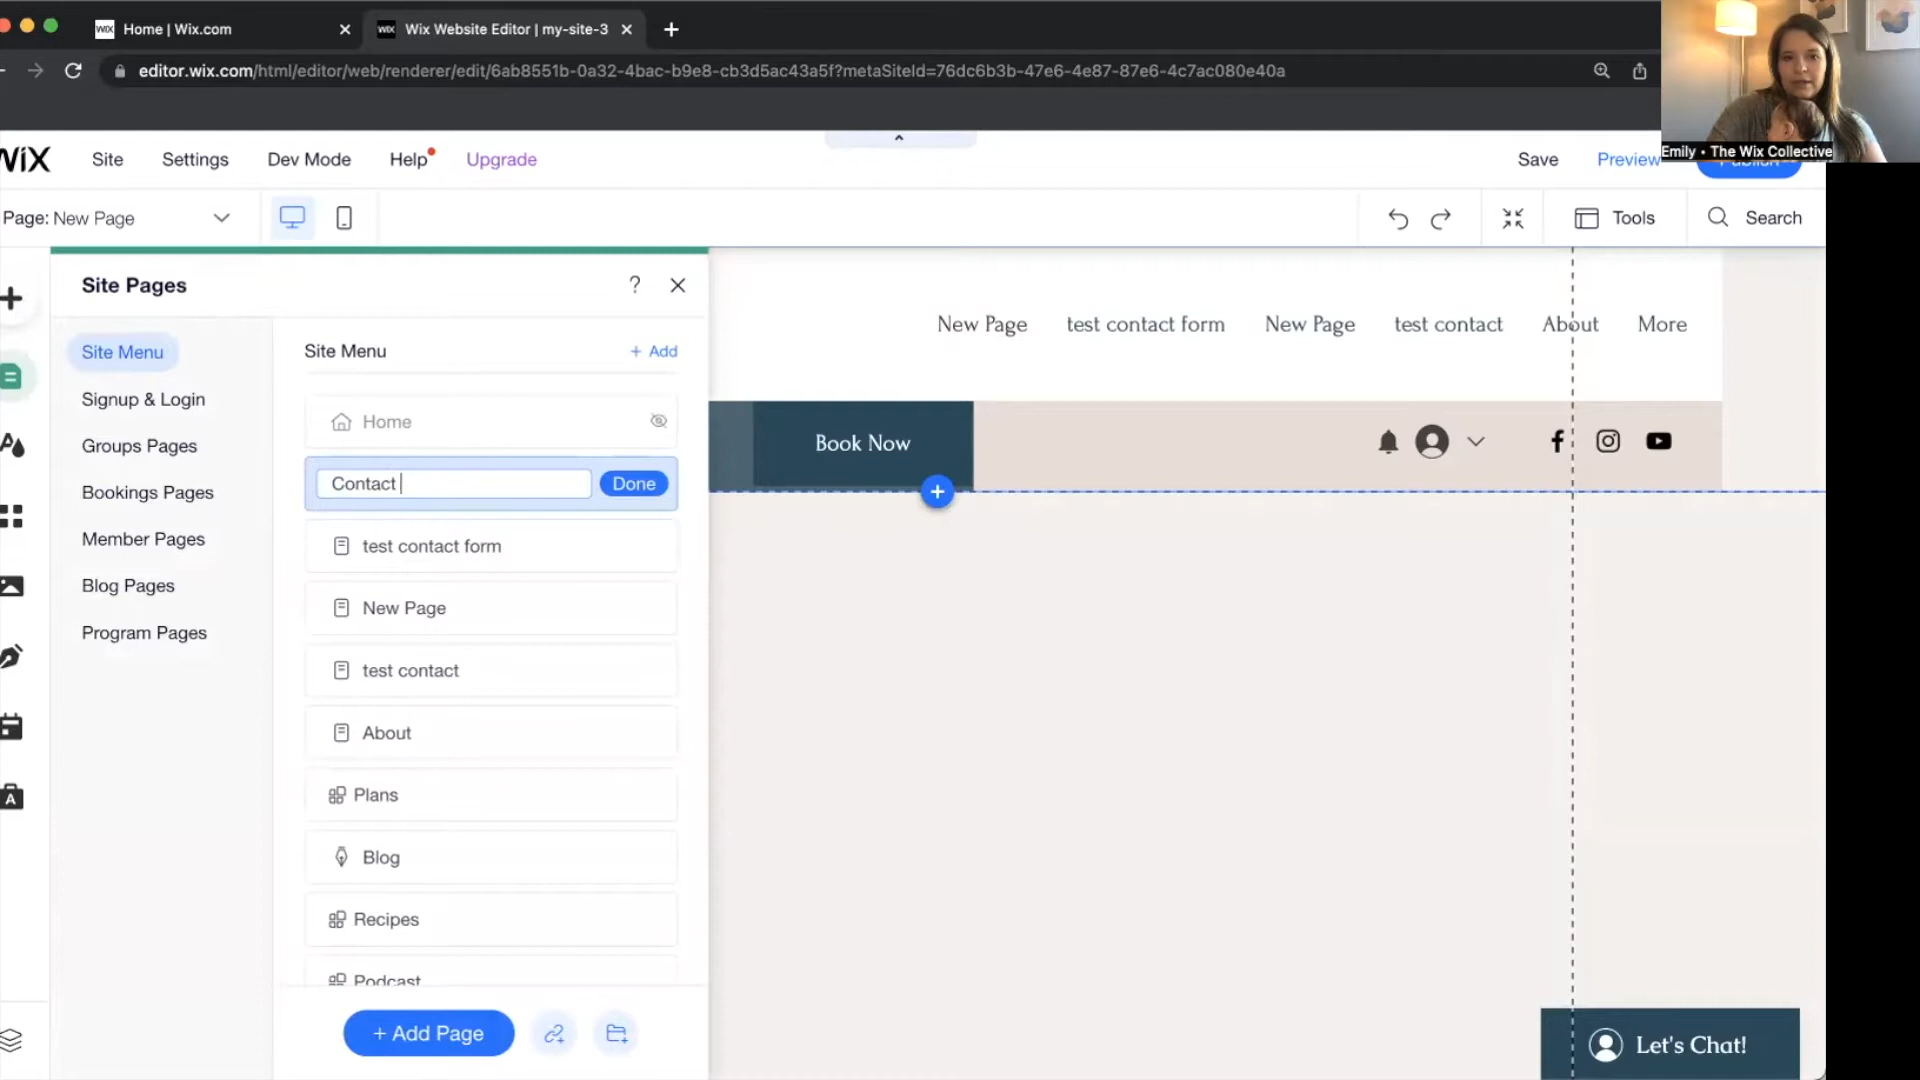 Home | Wix.com
Wix Website Editor | my-site-3
editor.wix.com/html/editor/web/renderer/edit/6ab8551b-0a32-4bac-b9e8-cb3d5ac43a5f?metaSiteId=76dc6b3b-47e6-4e87-87e6-4c7ac080e40a
Emily • The Wix Collective
WiX Site Settings Dev Mode Help Upgrade Save Preview Publish
Page: New Page Tools Search
Site Pages ?
Site Menu
Signup & Login
Groups Pages
Bookings Pages
Member Pages
Blog Pages
Program Pages
Site Menu + Add
Home
Contact Done
test contact form
New Page
test contact
About
Plans
Blog
Recipes
Podcast
+ Add Page
New Page test contact form New Page test contact About More
Book Now
Let's Chat!